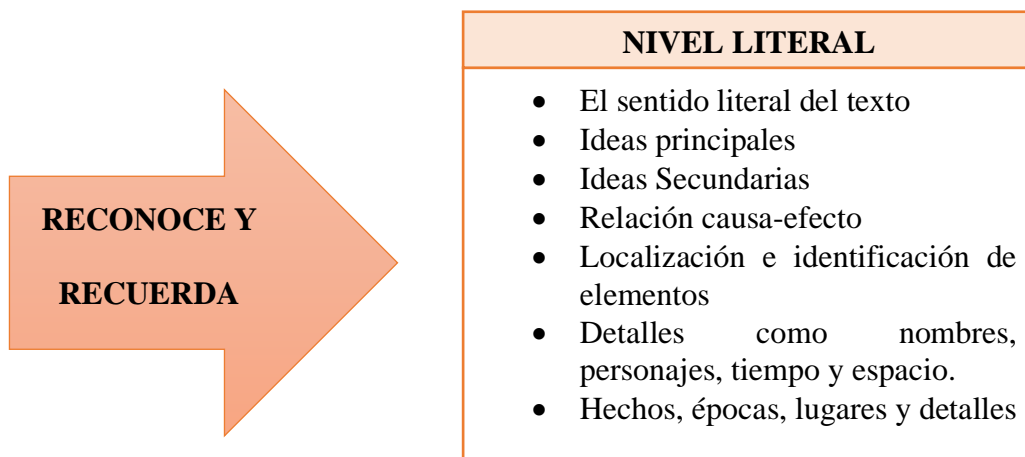 RECONOCE Y
RECUERDA
NIVEL LITERAL
• El sentido literal del texto
• Ideas principales
• Ideas Secundarias
• Relación causa-efecto
• Localización e identificación de
elementos
• Detalles como nombres,
personajes, tiempo y espacio.
• Hechos, épocas, lugares y detalles